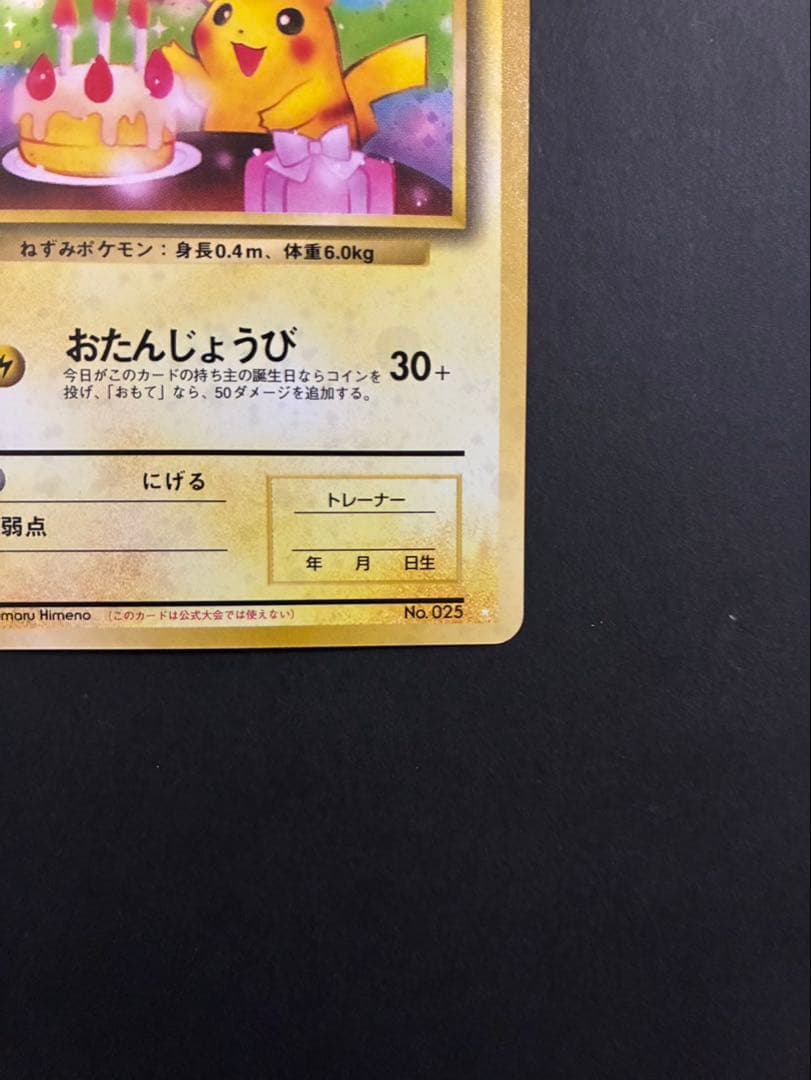 ねずみポケモン：身長0.4m、体重6.0kg
おたんじょうび
30+
今日がこのカードの持ち主の誕生日ならコインを
投げ、「おもて」なら、50ダメージを追加する。
にげる
弱点
トレーナー
年 月 日生
maru Himeno （このカードは公式大会では使えない） No. 025